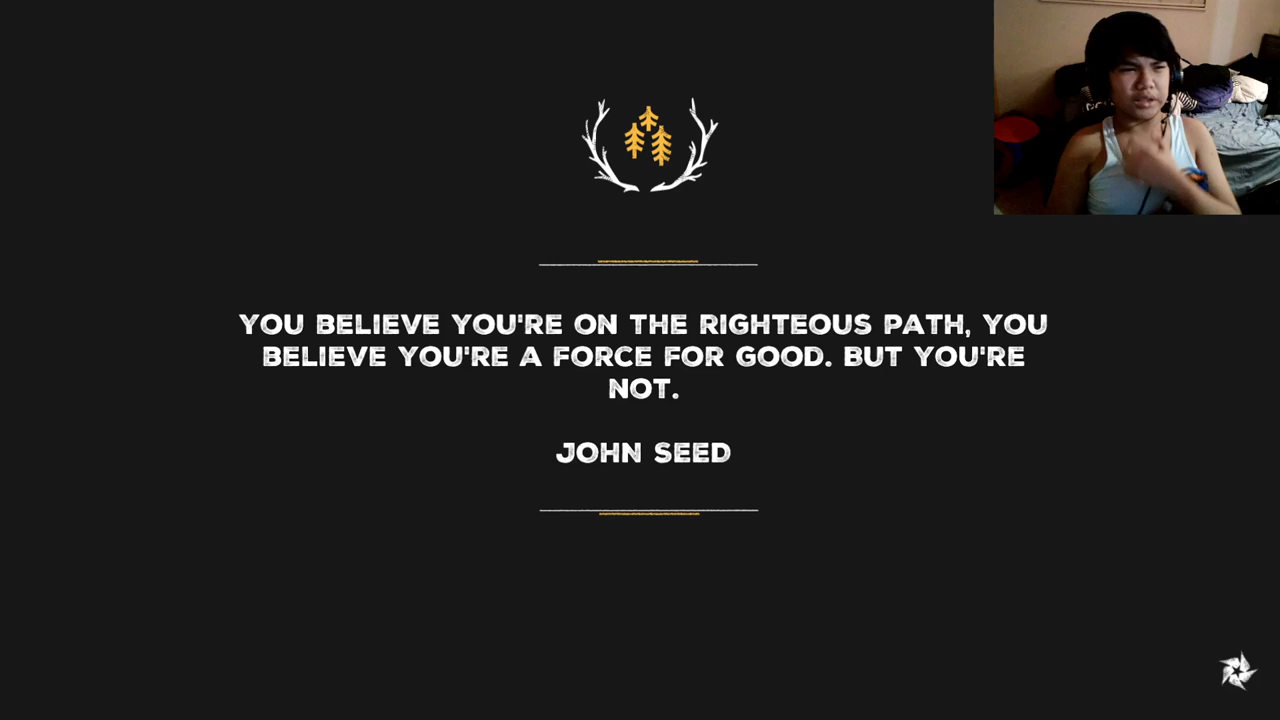 YOU BELIEVE YOU'RE ON THE RIGHTEOUS PATH, YOU
BELIEVE YOU'RE A FORCE FOR GOOD. BUT YOU'RE
NOT.
JOHN SEED